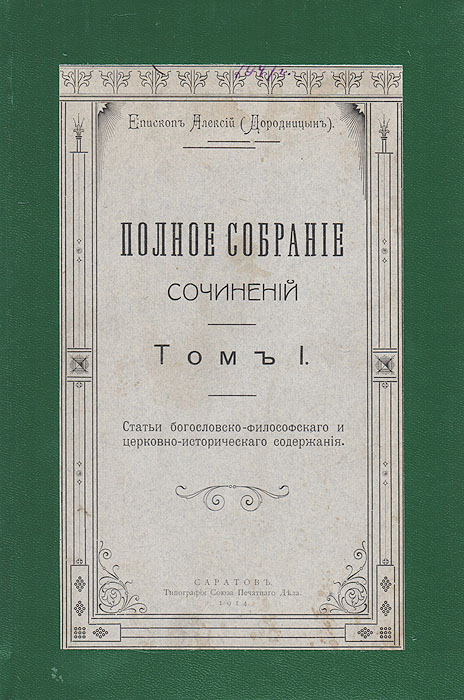 Епископъ Алексій (Дородницынъ).
ПОЛНОЕ СОБРАНІЕ
СОЧИНЕНІЙ
Томъ I.
Статьи богословско-философскаго и
церковно-историческаго содержанія.
САРАТОВЪ.
Типографія Союза Печатнаго Дѣла.
1914.